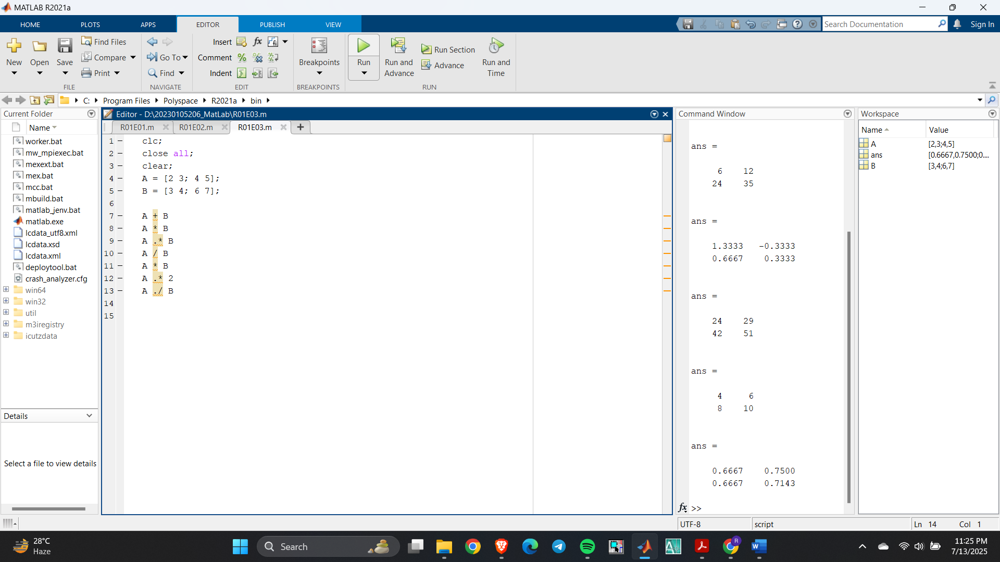 MATLAB R2021a
HOME PLOTS APPS EDITOR PUBLISH VIEW
Search Documentation
Sign In
New
Open
Save
Find Files
Compare
Print
FILE
Go To
Find
NAVIGATE
Insert
Comment
Indent
EDIT
Breakpoints
BREAKPOINTS
Run
Run and
Advance
Run Section
Advance
Run and
Time
RUN
C: Program Files Polyspace R2021a bin
Current Folder
Name
worker.bat
mw_mpiexec.bat
mexext.bat
mex.bat
mcc.bat
mbuild.bat
matlab_jenv.bat
matlab.exe
lcdata_utf8.xml
lcdata.xsd
lcdata.xml
deploytool.bat
crash_analyzer.cfg
win64
win32
util
m3iregistry
icutzdata
Details
Select a file to view details
Editor - D:\20230105206_MatLab\R01E03.m
R01E01.m R01E02.m R01E03.m
1 clc;
2 close all;
3 clear;
4 A = [2 3; 4 5];
5 B = [3 4; 6 7];
6
7 A + B
8 A * B
9 A .* B
10 A / B
11 A * B
12 A .* 2
13 A ./ B
14
15
Command Window
ans =
6 12
24 35
ans =
1.3333 -0.3333
0.6667 0.3333
ans =
24 29
42 51
ans =
4 6
8 10
ans =
0.6667 0.7500
0.6667 0.7143
fx >>
Workspace
Name Value
A [2,3;4,5]
ans [0.6667,0.7500;0....
B [3,4;6,7]
UTF-8
script
Ln 14 Col 1
28°C
Haze
Search
11:25 PM
7/13/2025